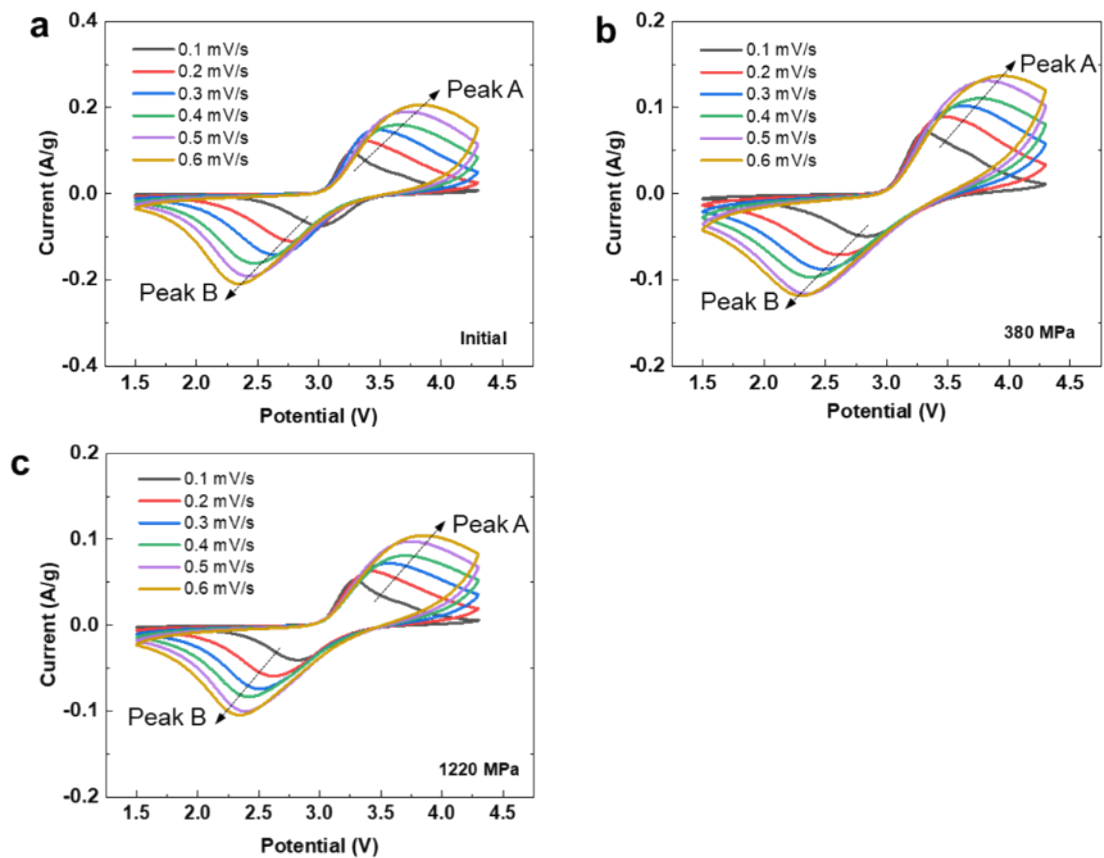 a
0.4
0.1 mV/s
0.2 mV/s
0.3 mV/s
0.4 mV/s
0.5 mV/s
0.6 mV/s
Peak A
0.2
0.0
-0.2
-0.4
Current (A/g)
Peak B
Initial
1.5 2.0 2.5 3.0 3.5 4.0 4.5
Potential (V)
b
0.2
0.1 mV/s
0.2 mV/s
0.3 mV/s
0.4 mV/s
0.5 mV/s
0.6 mV/s
Peak A
0.1
0.0
-0.1
-0.2
Current (A/g)
Peak B
380 MPa
1.5 2.0 2.5 3.0 3.5 4.0 4.5
Potential (V)
c
0.2
0.1 mV/s
0.2 mV/s
0.3 mV/s
0.4 mV/s
0.5 mV/s
0.6 mV/s
Peak A
0.1
0.0
-0.1
-0.2
Current (A/g)
Peak B
1220 MPa
1.5 2.0 2.5 3.0 3.5 4.0 4.5
Potential (V)